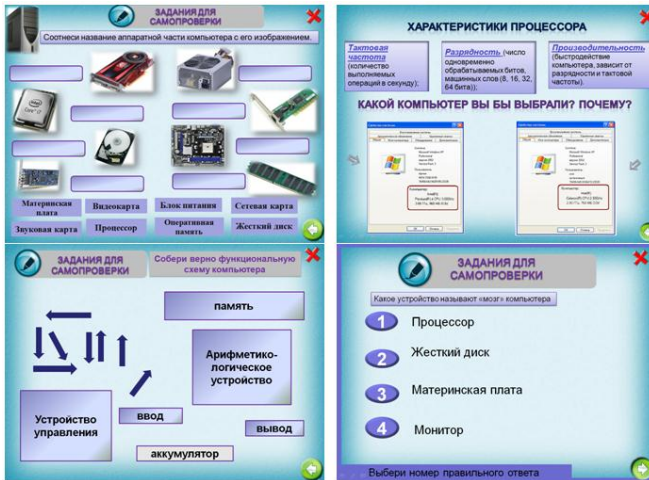 ЗАДАНИЯ ДЛЯ
САМОПРОВЕРКИ
Соотнеси название аппаратной части компьютера с его изображением.
Материнская плата
Видеокарта
Блок питания
Сетевая карта
Звуковая карта
Процессор
Оперативная память
Жесткий диск
ХАРАКТЕРИСТИКИ ПРОЦЕССОРА
Тактовая
частота
(количество
выполняемых
операций в секунду);
Разрядность (число
одновременно
обрабатываемых битов,
машинных слов (8, 16, 32,
64 бита));
Производительность
(быстродействие
компьютера, зависит от
разрядности и тактовой
частоты).
КАКОЙ КОМПЬЮТЕР ВЫ БЫ ВЫБРАЛИ? ПОЧЕМУ?
ЗАДАНИЯ ДЛЯ
САМОПРОВЕРКИ
Собери верно функциональную
схему компьютера
память
Арифметико-
логическое
устройство
Устройство
управления
ввод
вывод
аккумулятор
ЗАДАНИЯ ДЛЯ
САМОПРОВЕРКИ
Какое устройство называют «мозг» компьютера
1 Процессор
2 Жесткий диск
3 Материнская плата
4 Монитор
Выбери номер правильного ответа